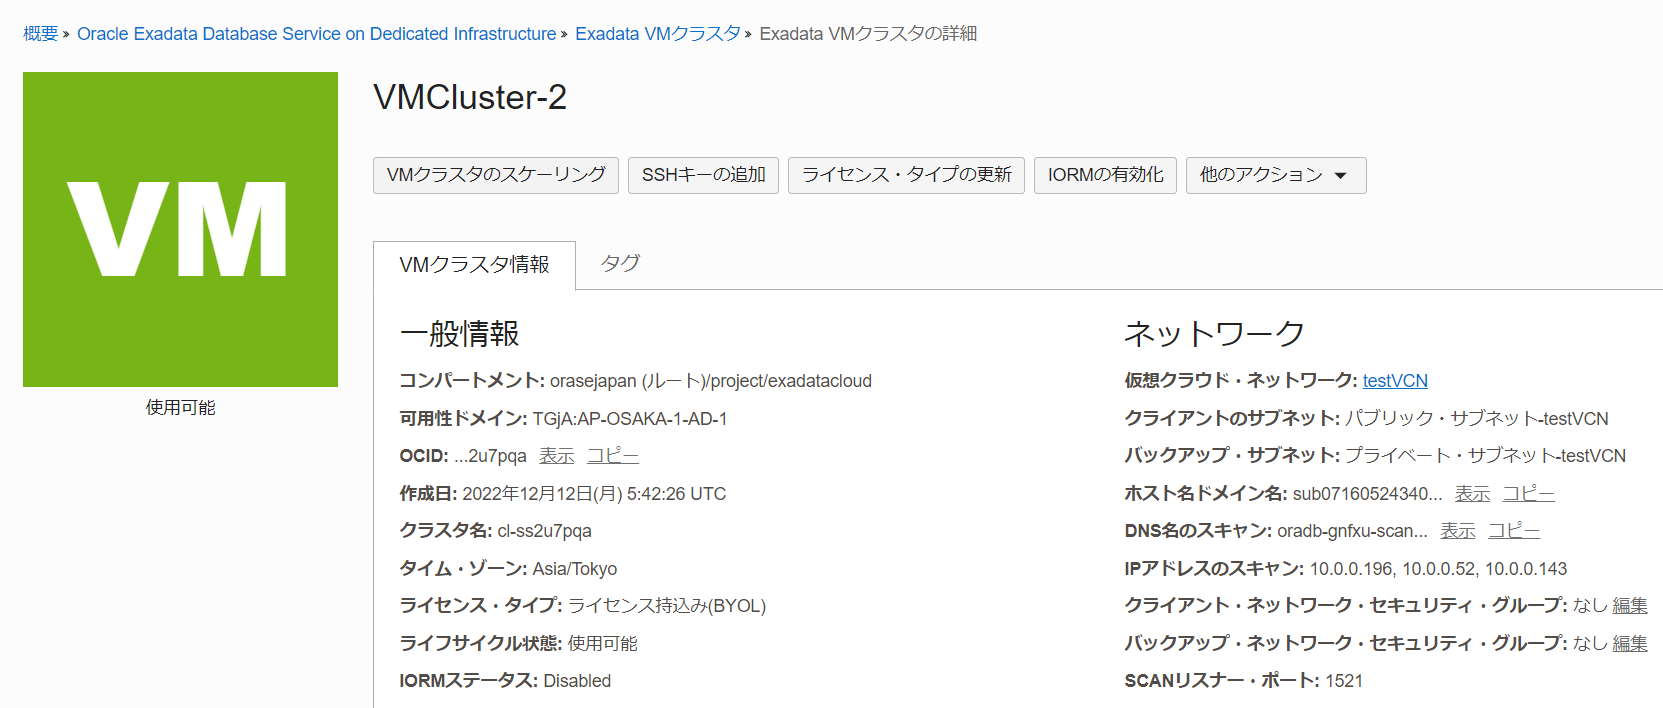 概要 » Oracle Exadata Database Service on Dedicated Infrastructure » Exadata VMクラスタ » Exadata VMクラスタの詳細
VM
使用可能
VMCluster-2
VMクラスタのスケーリング SSHキーの追加 ライセンス・タイプの更新 IORMの有効化 他のアクション
VMクラスタ情報 タグ
一般情報
コンパートメント: orasejapan (ルート)/project/exadatacloud
可用性ドメイン: TGjA:AP-OSAKA-1-AD-1
OCID: ...2u7pqa 表示 コピー
作成日: 2022年12月12日(月) 5:42:26 UTC
クラスタ名: cl-ss2u7pqa
タイム・ゾーン: Asia/Tokyo
ライセンス・タイプ: ライセンス持込み(BYOL)
ライフサイクル状態: 使用可能
IORMステータス: Disabled
ネットワーク
仮想クラウド・ネットワーク: testVCN
クライアントのサブネット: パブリック・サブネット-testVCN
バックアップ・サブネット: プライベート・サブネット-testVCN
ホスト名ドメイン名: sub07160524340... 表示 コピー
DNS名のスキャン: oradb-gnfxu-scan... 表示 コピー
IPアドレスのスキャン: 10.0.0.196, 10.0.0.52, 10.0.0.143
クライアント・ネットワーク・セキュリティ・グループ: なし 編集
バックアップ・ネットワーク・セキュリティ・グループ: なし 編集
SCANリスナー・ポート: 1521